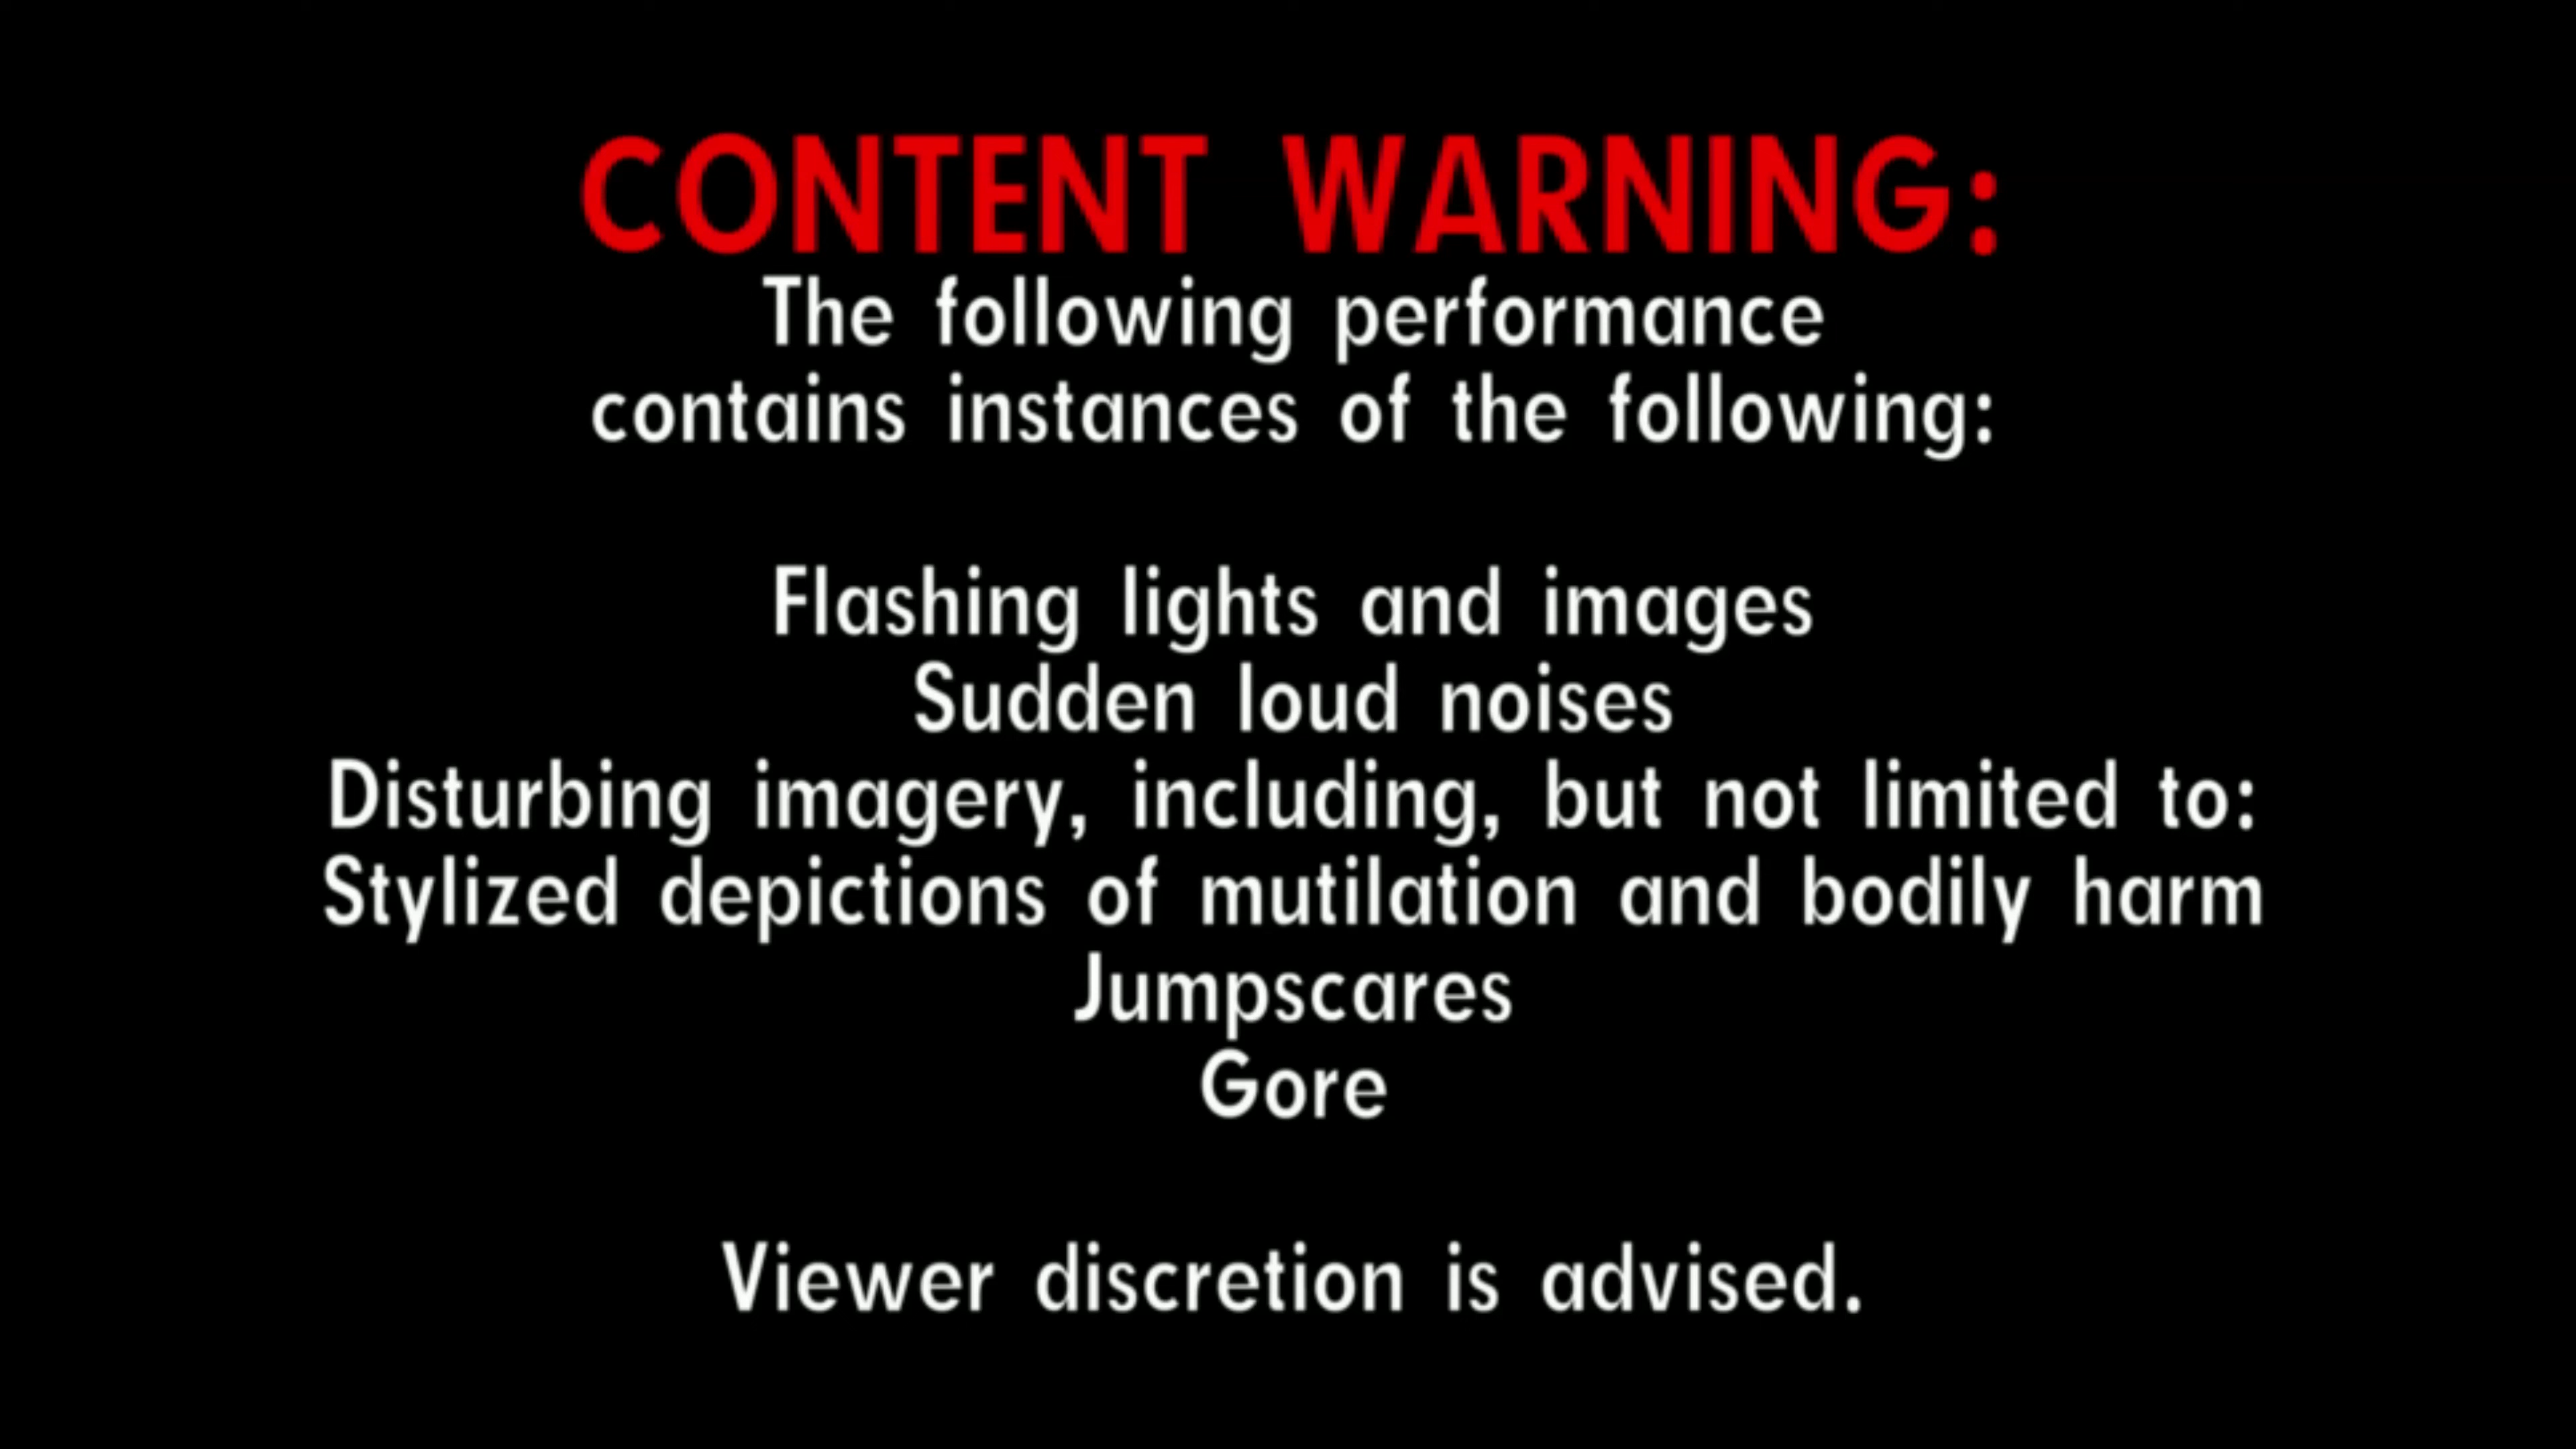 CONTENT WARNING:
The following performance
contains instances of the following:
Flashing lights and images
Sudden loud noises
Disturbing imagery, including, but not limited to:
Stylized depictions of mutilation and bodily harm
Jumpscares
Gore
Viewer discretion is advised.